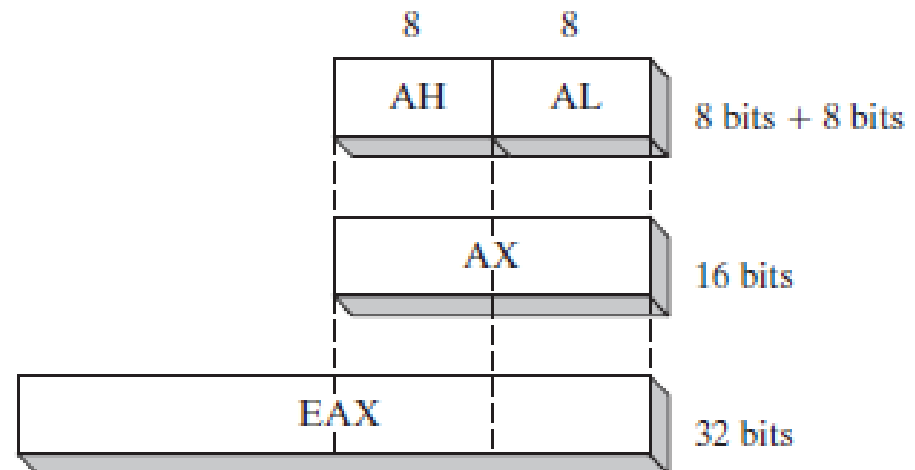 8 8
AH AL 8 bits + 8 bits
AX 16 bits
EAX 32 bits